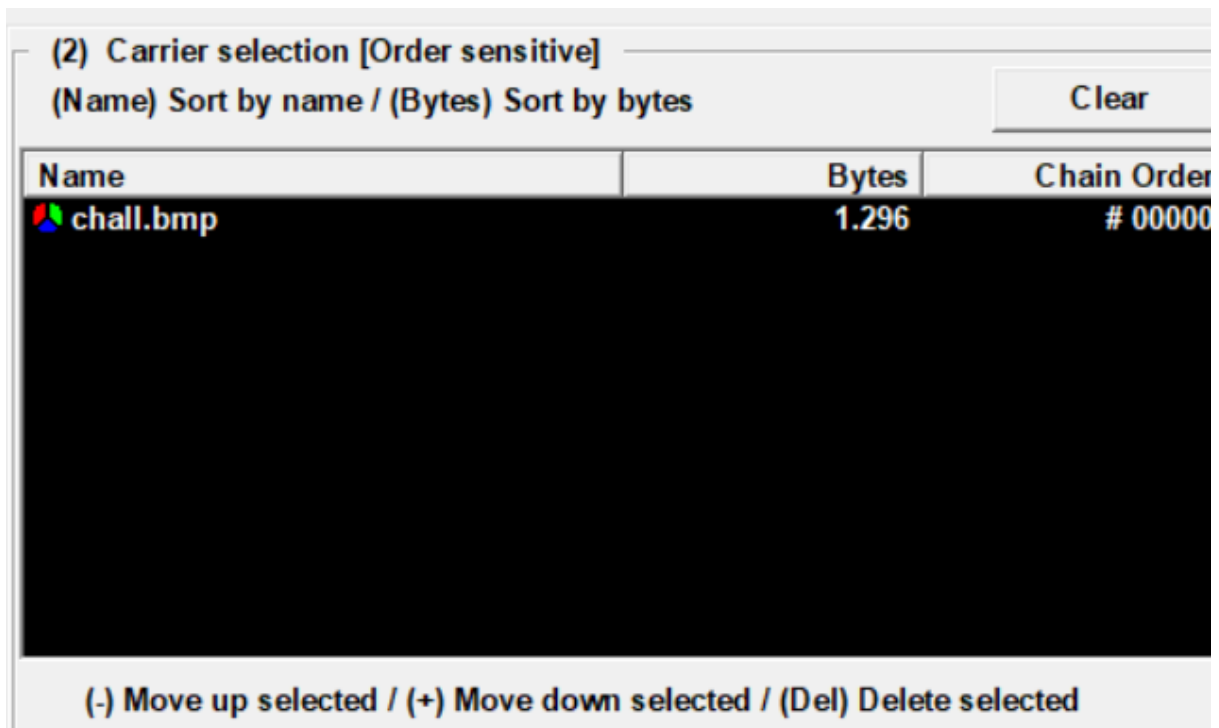 (2) Carrier selection [Order sensitive]
(Name) Sort by name / (Bytes) Sort by bytes
Clear
Name Bytes Chain Order
chall.bmp 1.296 # 00000
(-) Move up selected / (+) Move down selected / (Del) Delete selected